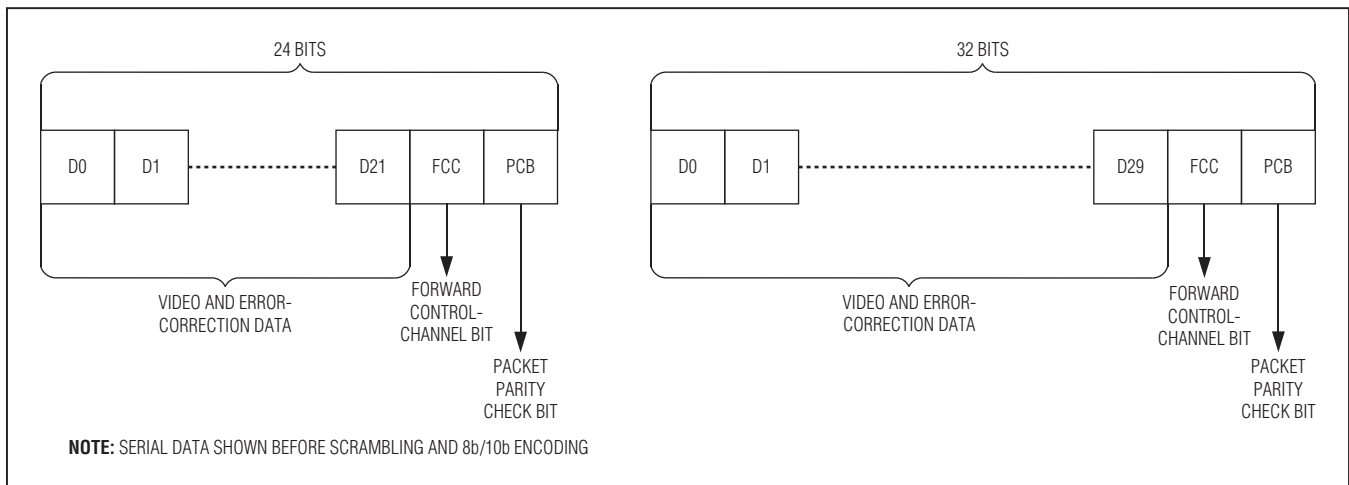 24 BITS
D0 D1 D21 FCC PCB
VIDEO AND ERROR-
CORRECTION DATA
FORWARD
CONTROL-
CHANNEL BIT
PACKET
PARITY
CHECK BIT
32 BITS
D0 D1 D29 FCC PCB
VIDEO AND ERROR-
CORRECTION DATA
FORWARD
CONTROL-
CHANNEL BIT
PACKET
PARITY
CHECK BIT
NOTE: SERIAL DATA SHOWN BEFORE SCRAMBLING AND 8b/10b ENCODING